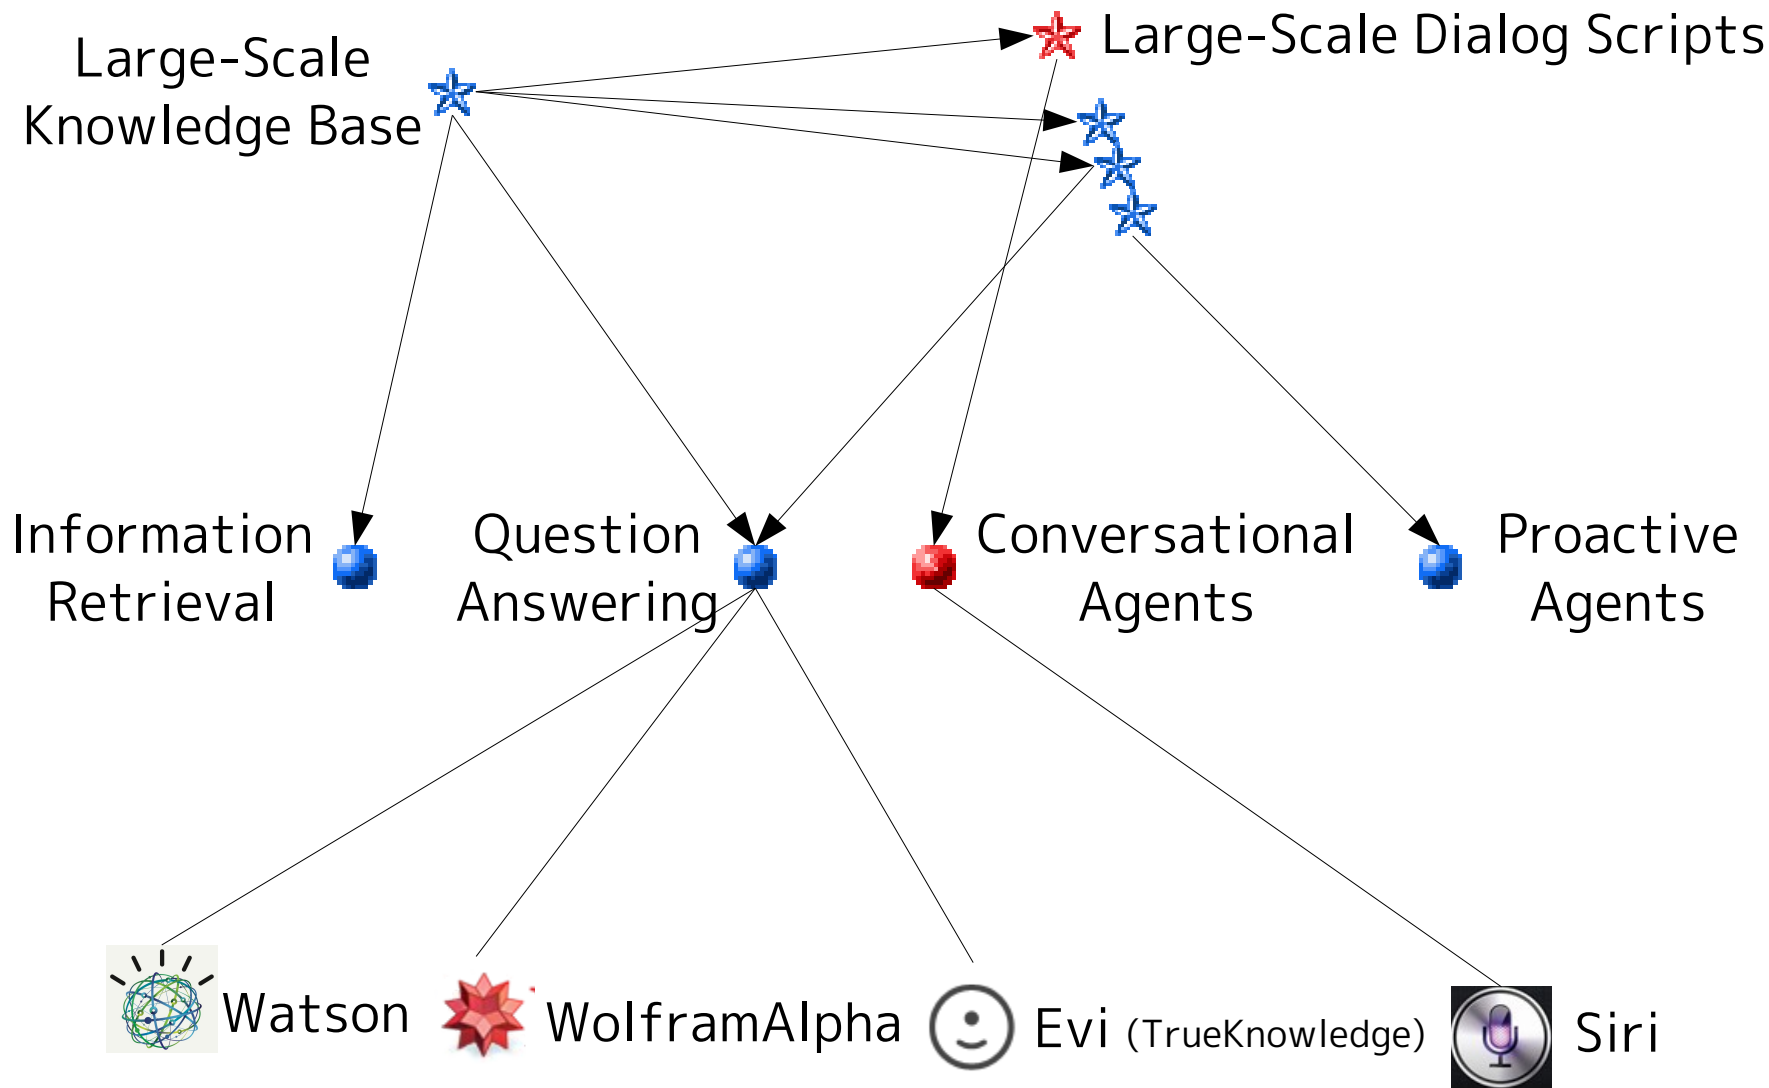 Large-Scale
Knowledge Base
Large-Scale Dialog Scripts
Information
Retrieval
Question
Answering
Conversational
Agents
Proactive
Agents
Watson
WolframAlpha
Evi (TrueKnowledge)
Siri